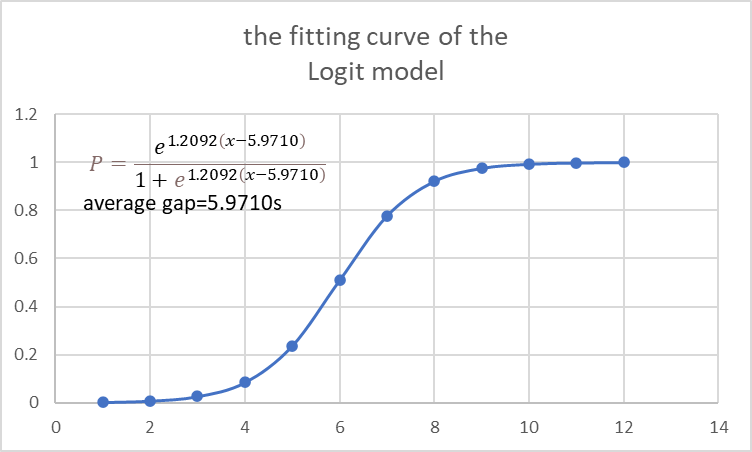 the fitting curve of the
Logit model
1.2
1
0.8
0.6
0.4
0.2
0
P = e^1.2092(x−5.9710) / 1 + e^1.2092(x−5.9710)
average gap=5.9710s
0 2 4 6 8 10 12 14